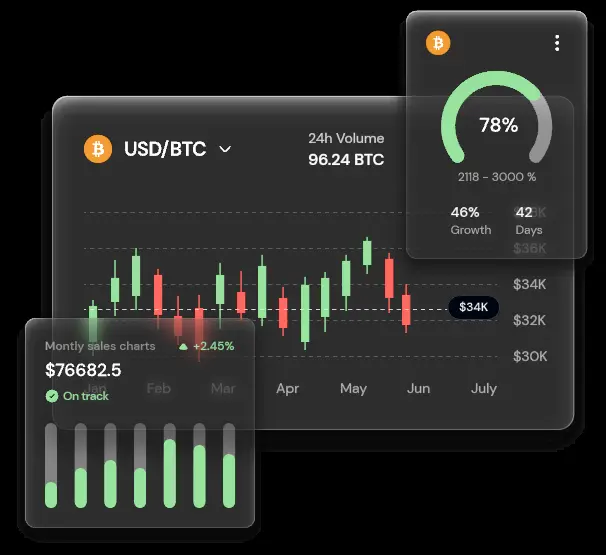 78%
2118 - 3000 %
46%
Growth
42
Days
USD/BTC
24h Volume
96.24 BTC
$36K
$34K
$34K
$32K
$30K
Jan
Feb
Mar
Apr
May
Jun
July
Montly sales charts
+2.45%
$76682.5
On track